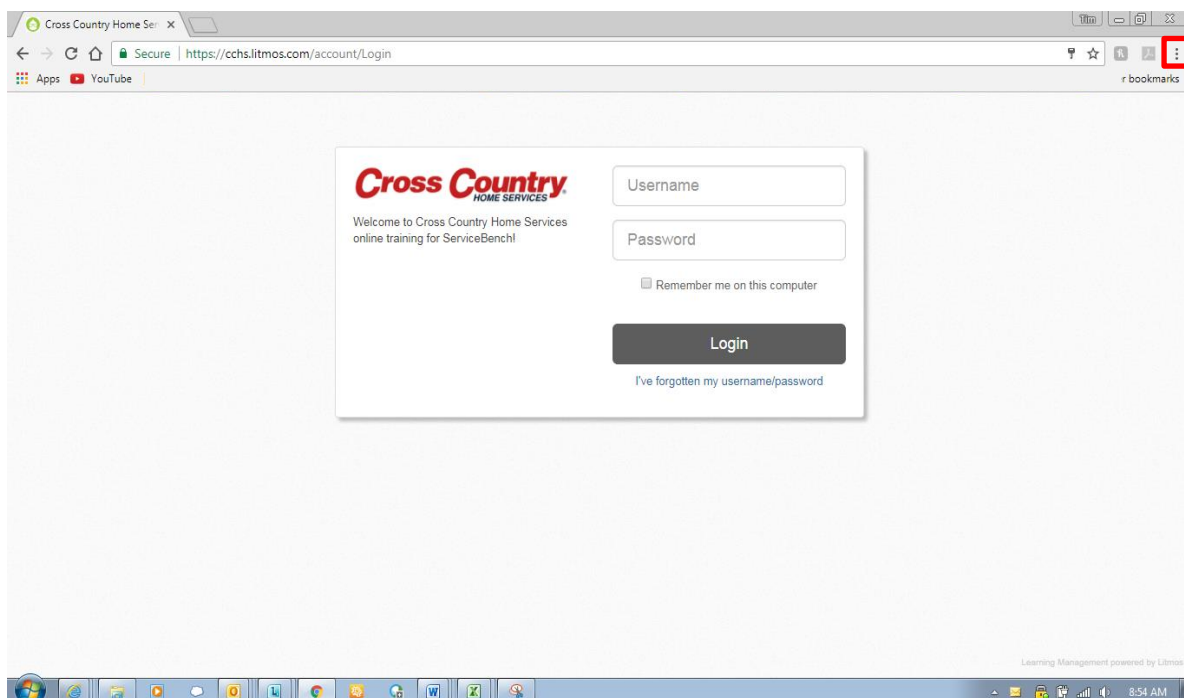 Cross Country Home Ser
Tim
Secure | https://cchs.litmos.com/account/Login
Apps YouTube
r bookmarks
Cross Country
HOME SERVICES
Welcome to Cross Country Home Services
online training for ServiceBench!
Username
Password
Remember me on this computer
Login
I've forgotten my username/password
Learning Management powered by Litmos
8:54 AM